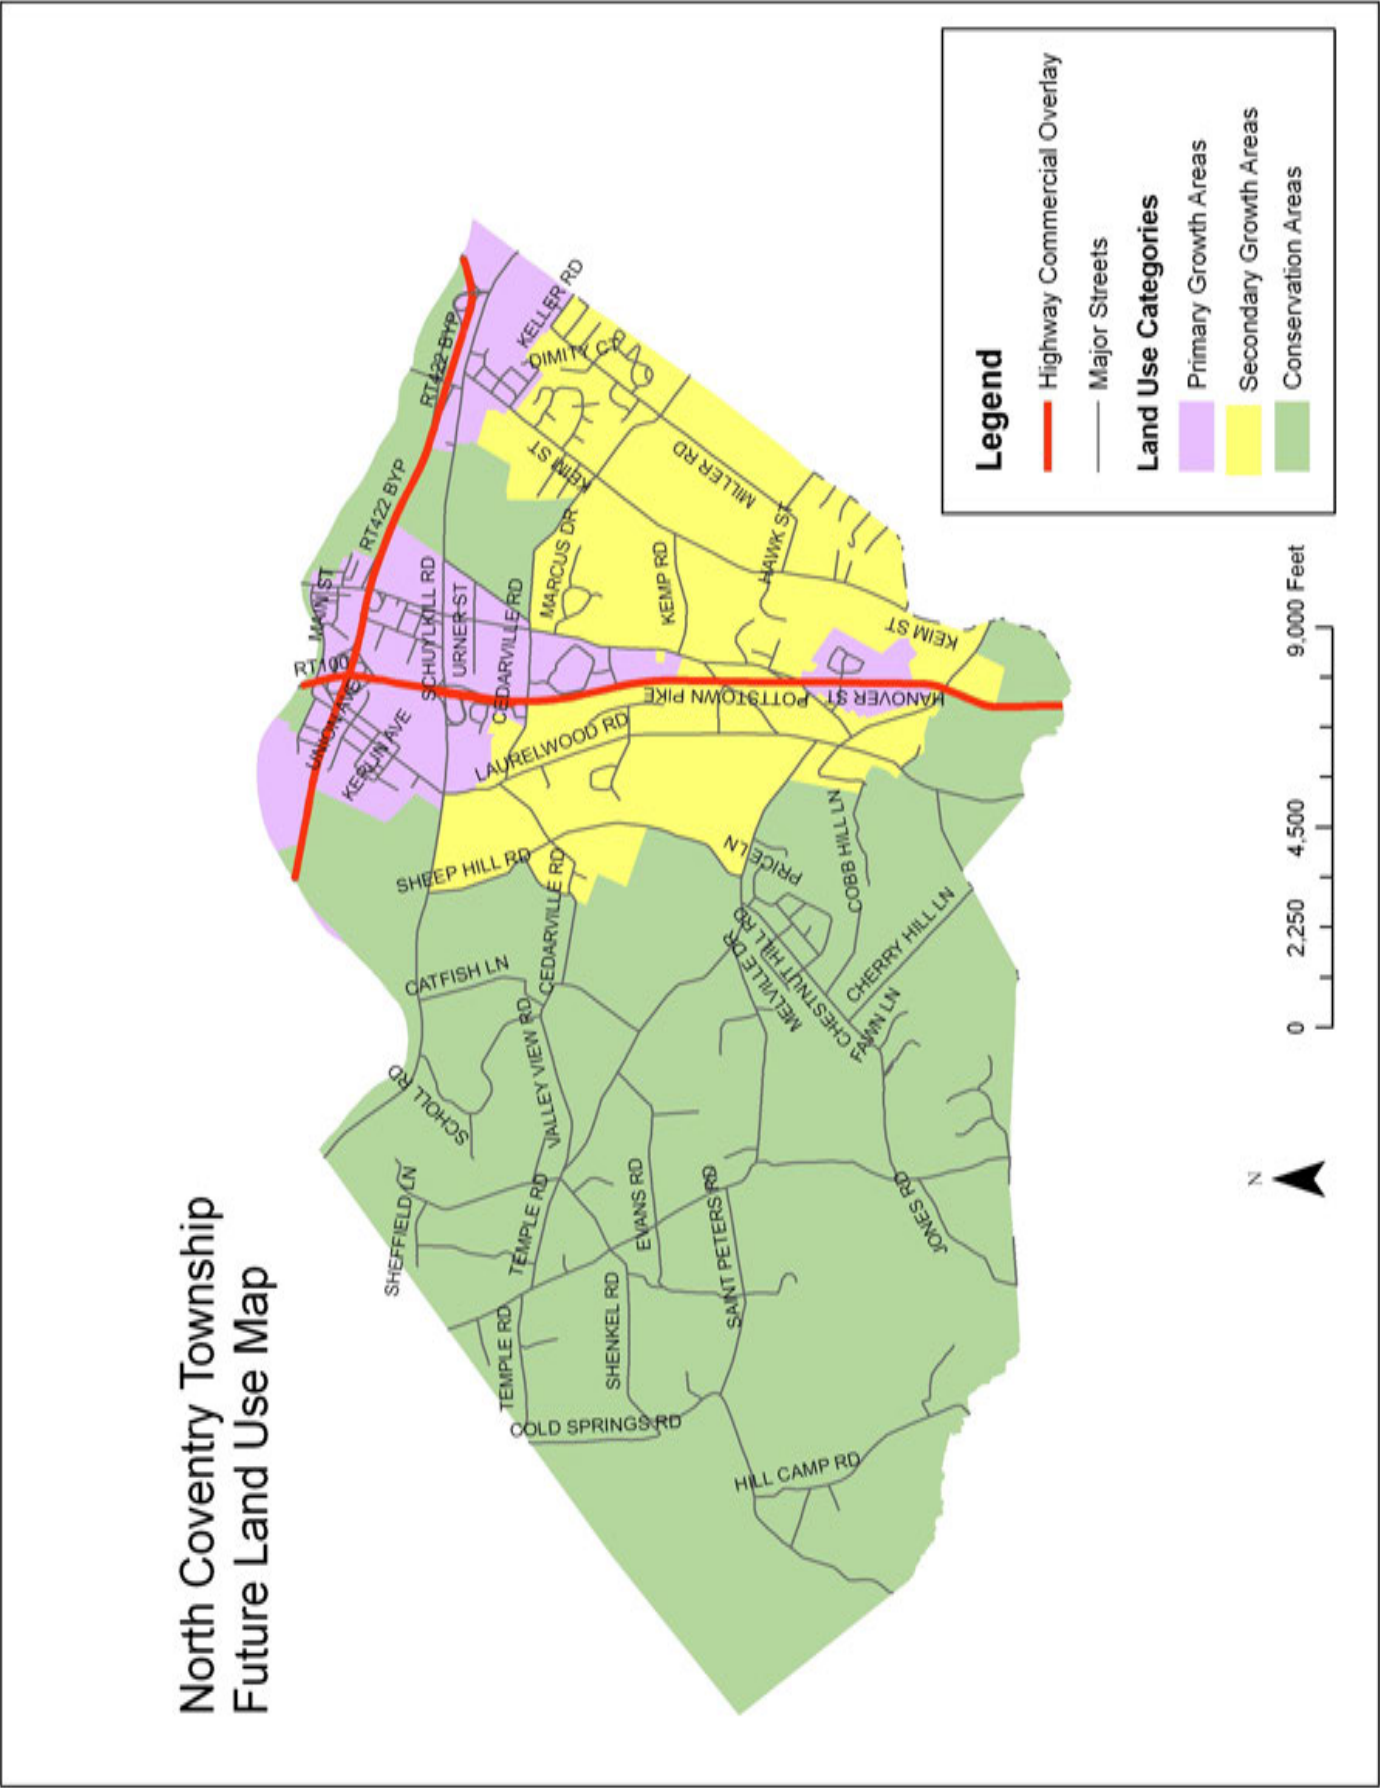 North Coventry Township
Future Land Use Map
RT422 BYP
RT422 BYP
KELLER RD
DIMITY CT
KEIM ST
KEIM ST
MILLER RD
HAWK ST
MARCUS DR
KEMP RD
MAIN ST
RT100
SCHUYLKILL RD
URNER ST
CEDARVILLE RD
UNION AVE
KERLIN AVE
LAURELWOOD RD
POTTSTOWN PIKE
HANOVER ST
SHEEP HILL RD
CEDARVILLE RD
PRICE LN
COBB HILL LN
CHERRY HILL LN
CHESTNUT HILL RD
MELVILLE DR
FAWN LN
CATFISH LN
VALLEY VIEW RD
SCHOLL RD
SHEFFIELD LN
TEMPLE RD
TEMPLE RD
EVANS RD
SAINT PETERS RD
JONES RD
SHENKEL RD
COLD SPRINGS RD
HILL CAMP RD
N
0 2,250 4,500 9,000 Feet
Legend
Highway Commercial Overlay
Major Streets
Land Use Categories
Primary Growth Areas
Secondary Growth Areas
Conservation Areas